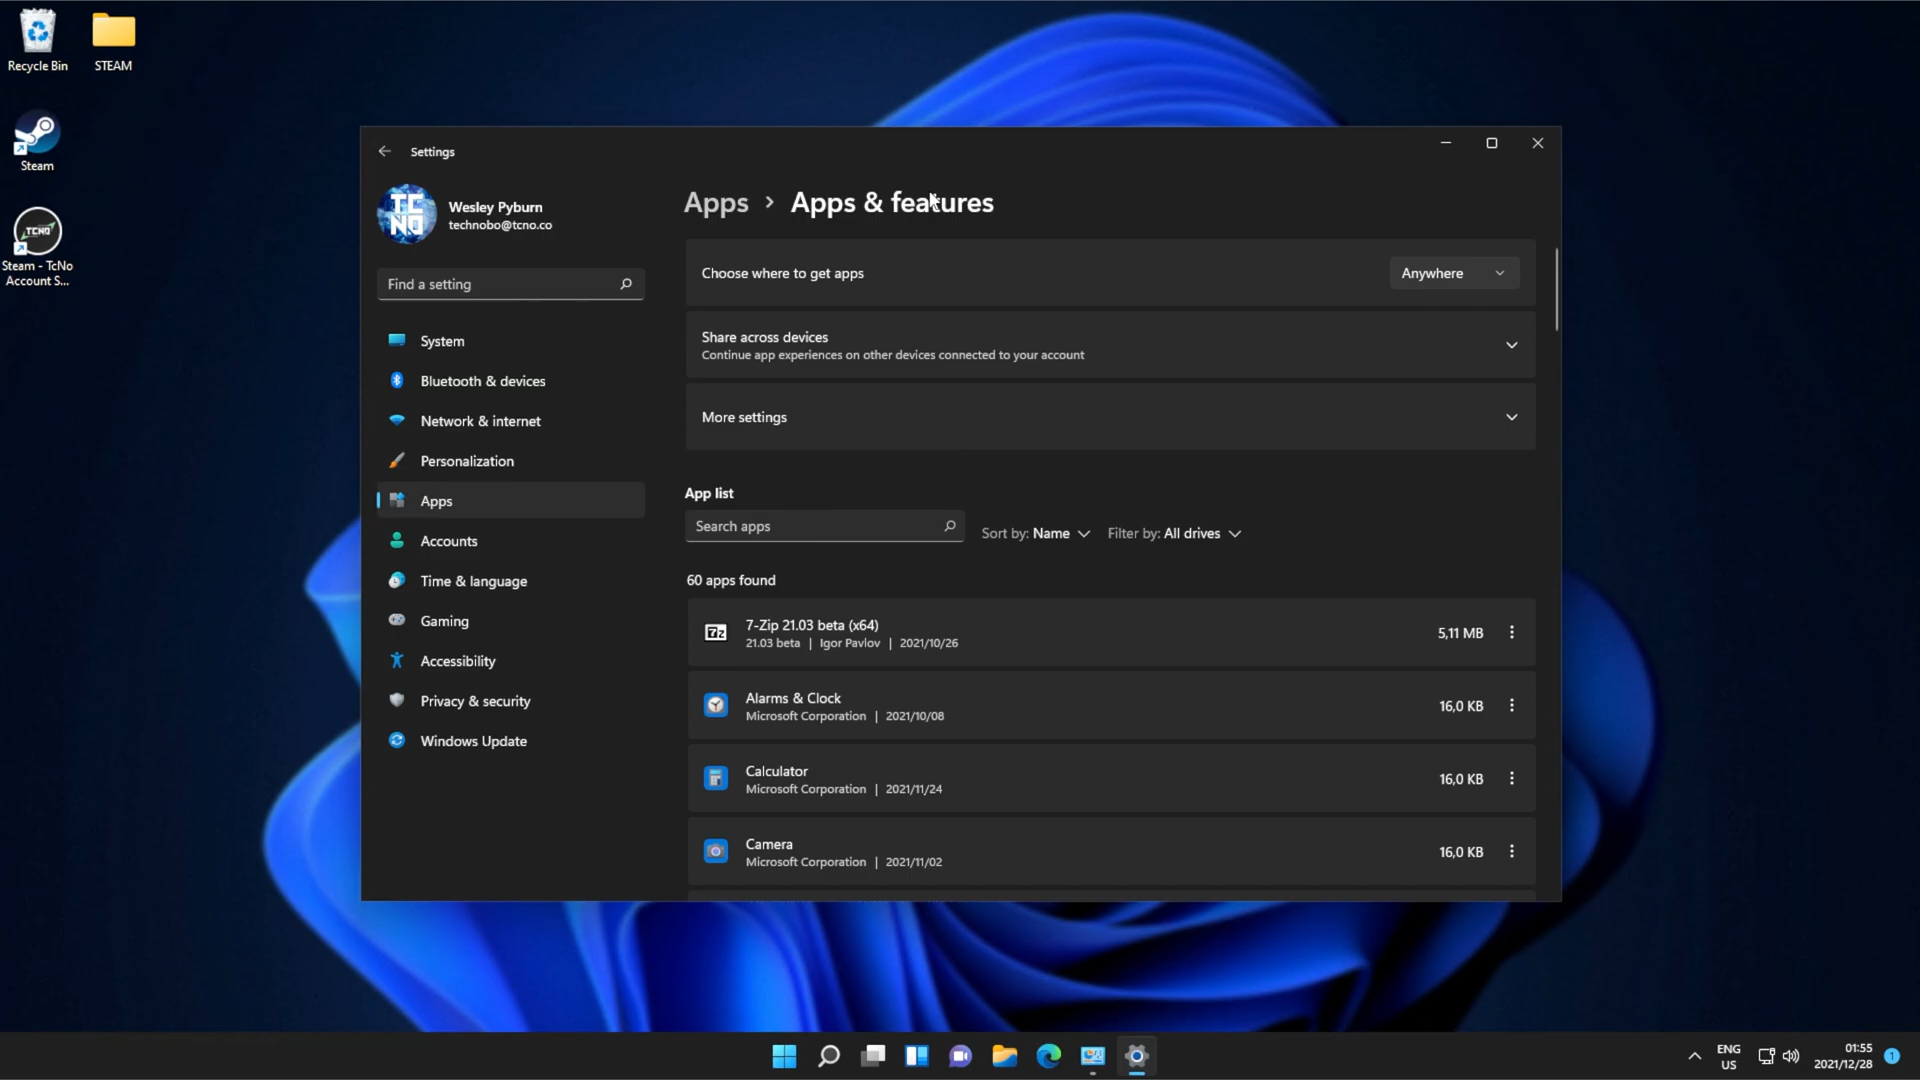 Recycle Bin
STEAM
Steam
TCNO
Steam - TcNo
Account S...
Settings
TC
NO
Wesley Pyburn
technobo@tcno.co
Find a setting
System
Bluetooth & devices
Network & internet
Personalization
Apps
Accounts
Time & language
Gaming
Accessibility
Privacy & security
Windows Update
Apps > Apps & features
Choose where to get apps
Anywhere
Share across devices
Continue app experiences on other devices connected to your account
More settings
App list
Search apps
Sort by: Name
Filter by: All drives
60 apps found
7z
7-Zip 21.03 beta (x64)
21.03 beta | Igor Pavlov | 2021/10/26
5,11 MB
Alarms & Clock
Microsoft Corporation | 2021/10/08
16,0 KB
Calculator
Microsoft Corporation | 2021/11/24
16,0 KB
Camera
Microsoft Corporation | 2021/11/02
16,0 KB
ENG
US
01:55
2021/12/28
1